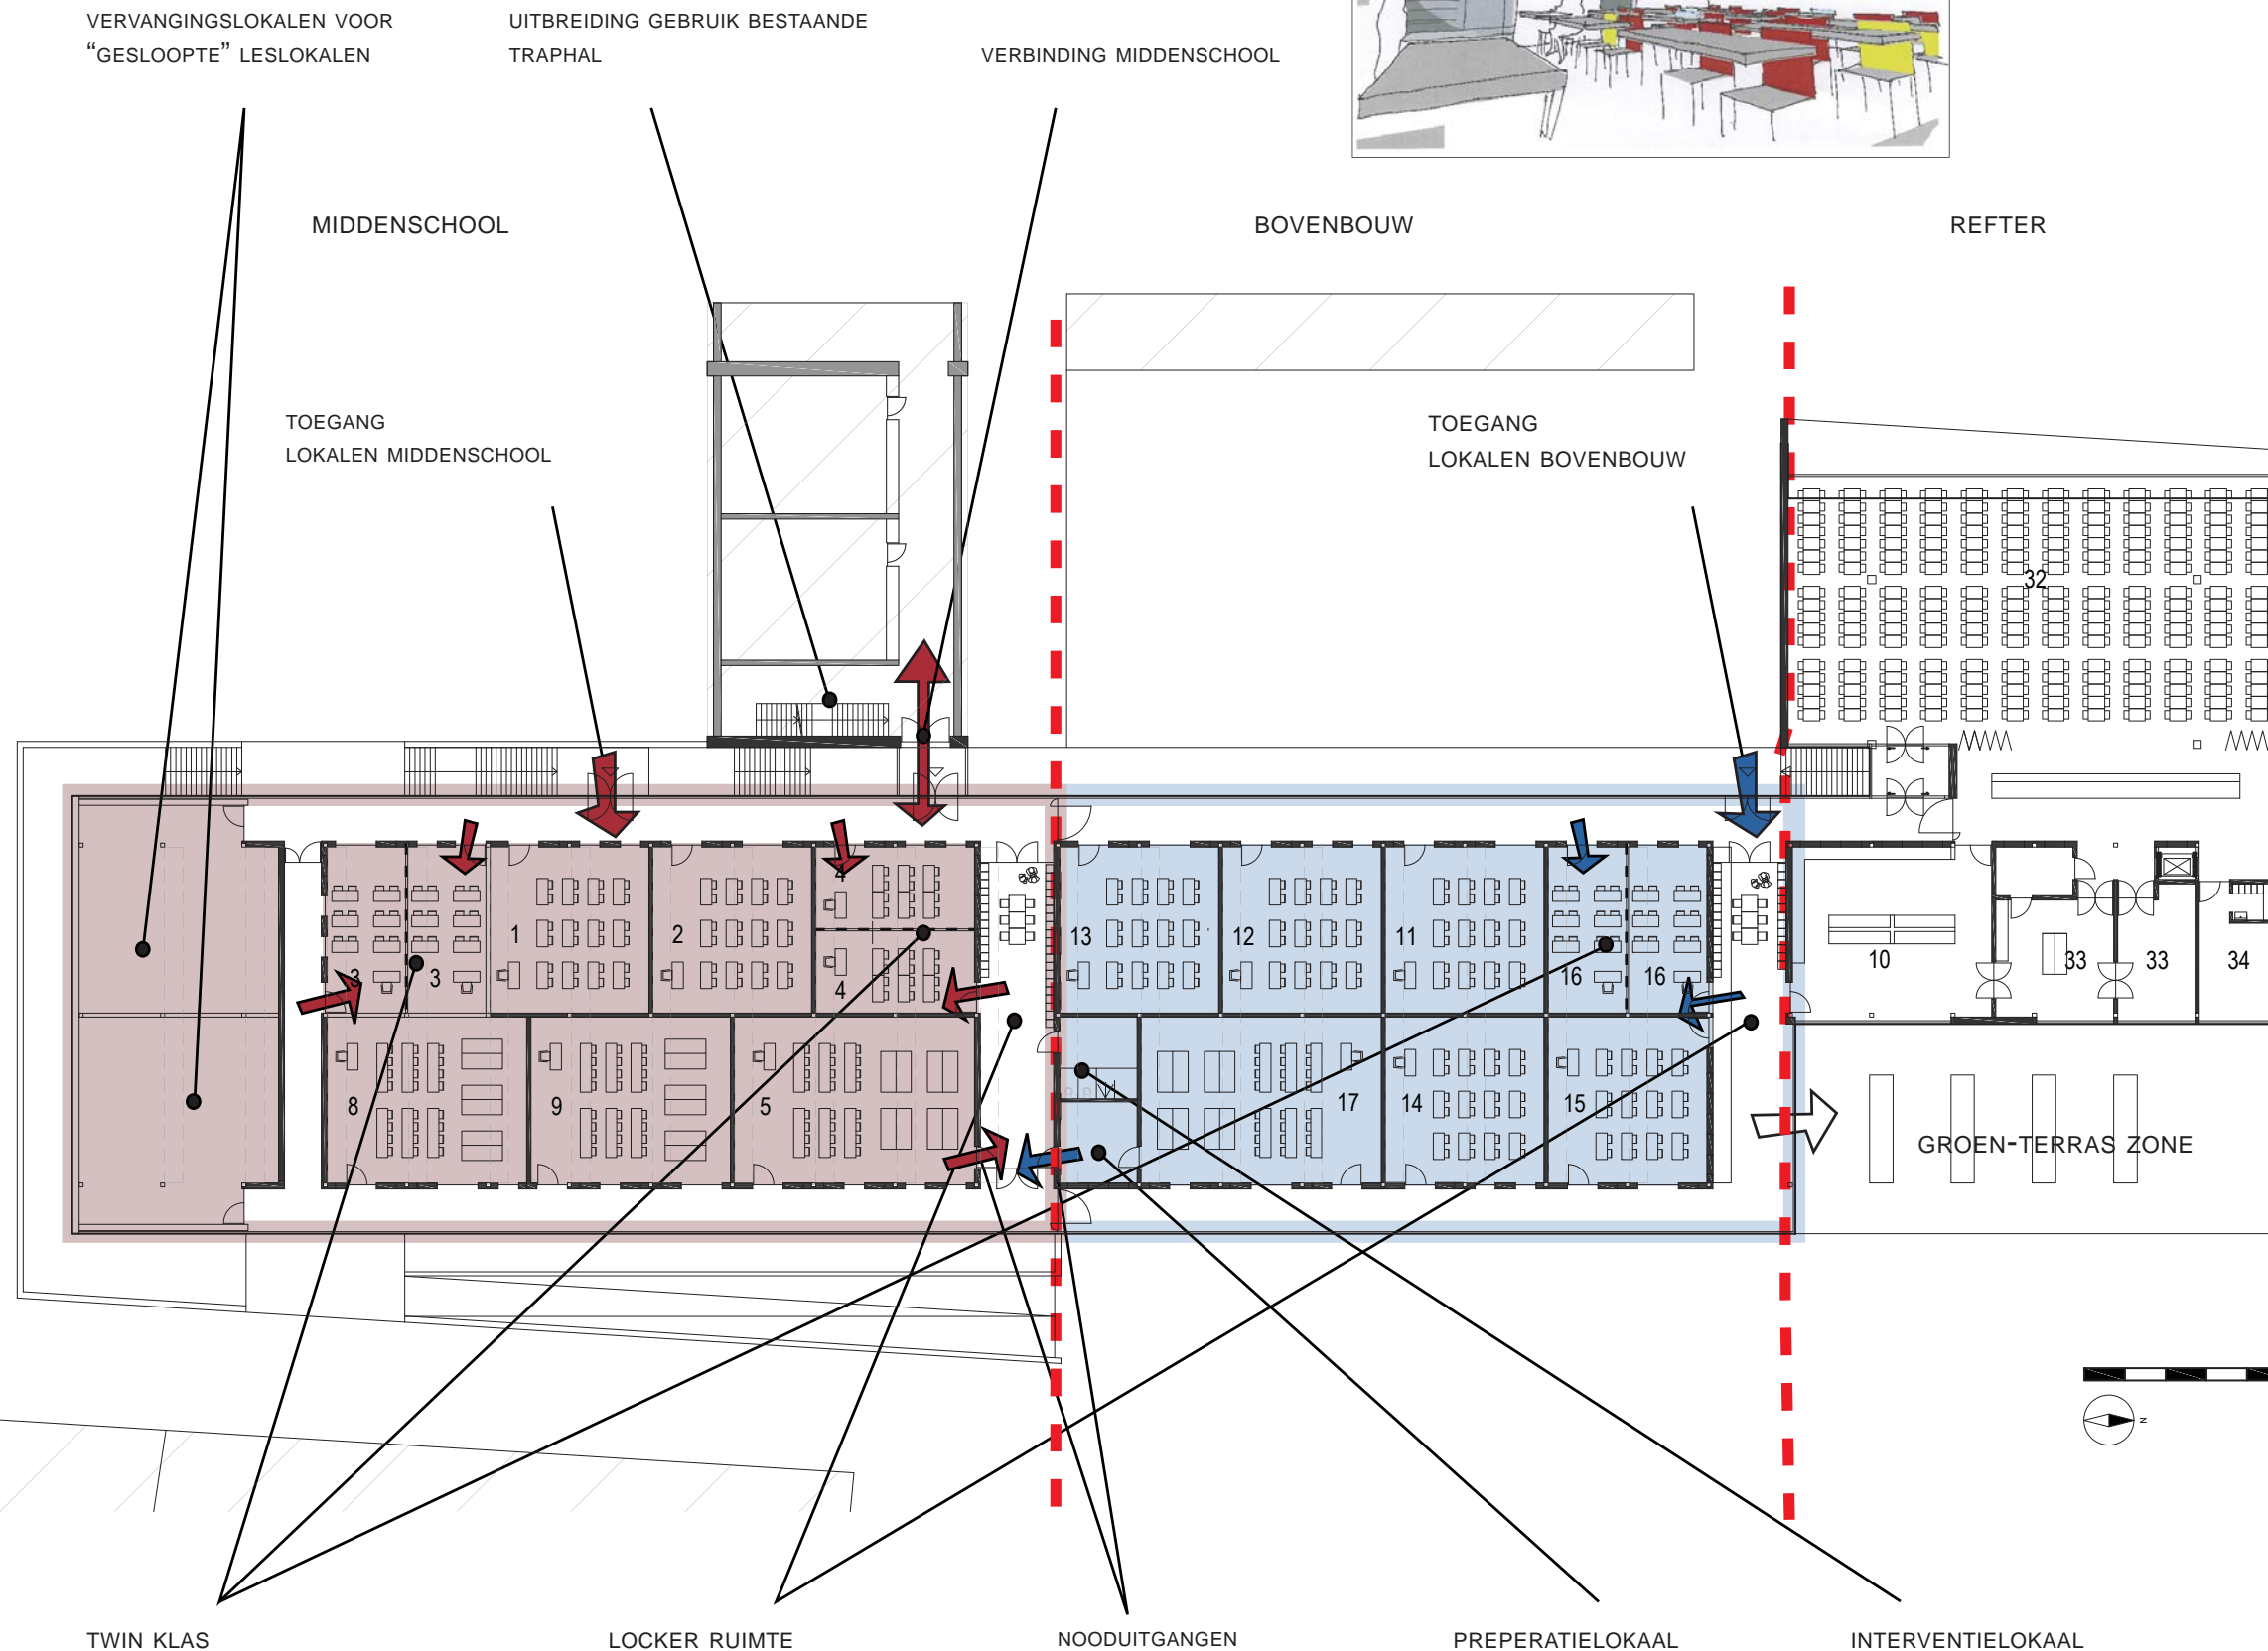 VERVANGINGSLOKALEN VOOR
“GESLOOPTE” LESLOKALEN
UITBREIDING GEBRUIK BESTAANDE
TRAPHAL
VERBINDING MIDDENSCHOOL
MIDDENSCHOOL
BOVENBOUW
REFTER
TOEGANG
LOKALEN MIDDENSCHOOL
TOEGANG
LOKALEN BOVENBOUW
32
3
3
1
2
4
4
13
12
11
16
16
10
33
33
34
8
9
5
17
14
15
GROEN-TERRAS ZONE
N
TWIN KLAS
LOCKER RUIMTE
NOODUITGANGEN
PREPERATIELOKAAL
INTERVENTIELOKAAL